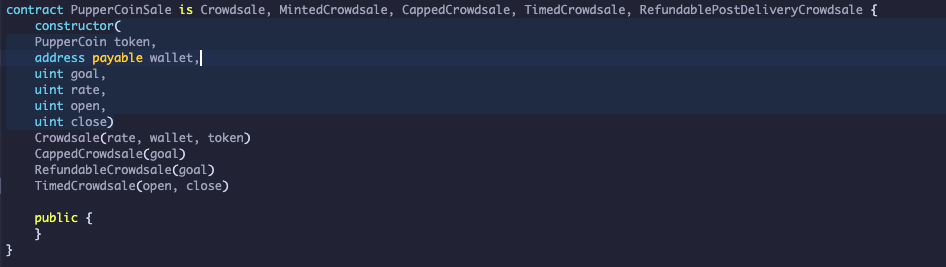 contract PupperCoinSale is Crowdsale, MintedCrowdsale, CappedCrowdsale, TimedCrowdsale, RefundablePostDeliveryCrowdsale {
    constructor(
    PupperCoin token,
    address payable wallet,
    uint goal,
    uint rate,
    uint open,
    uint close)
    Crowdsale(rate, wallet, token)
    CappedCrowdsale(goal)
    RefundableCrowdsale(goal)
    TimedCrowdsale(open, close)

    public {
    }
}